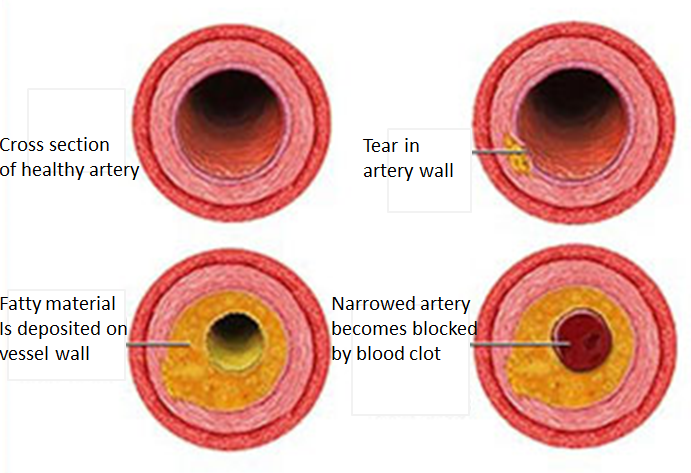 Cross section
of healthy artery
Tear in
artery wall
Fatty material
Is deposited on
vessel wall
Narrowed artery
becomes blocked
by blood clot